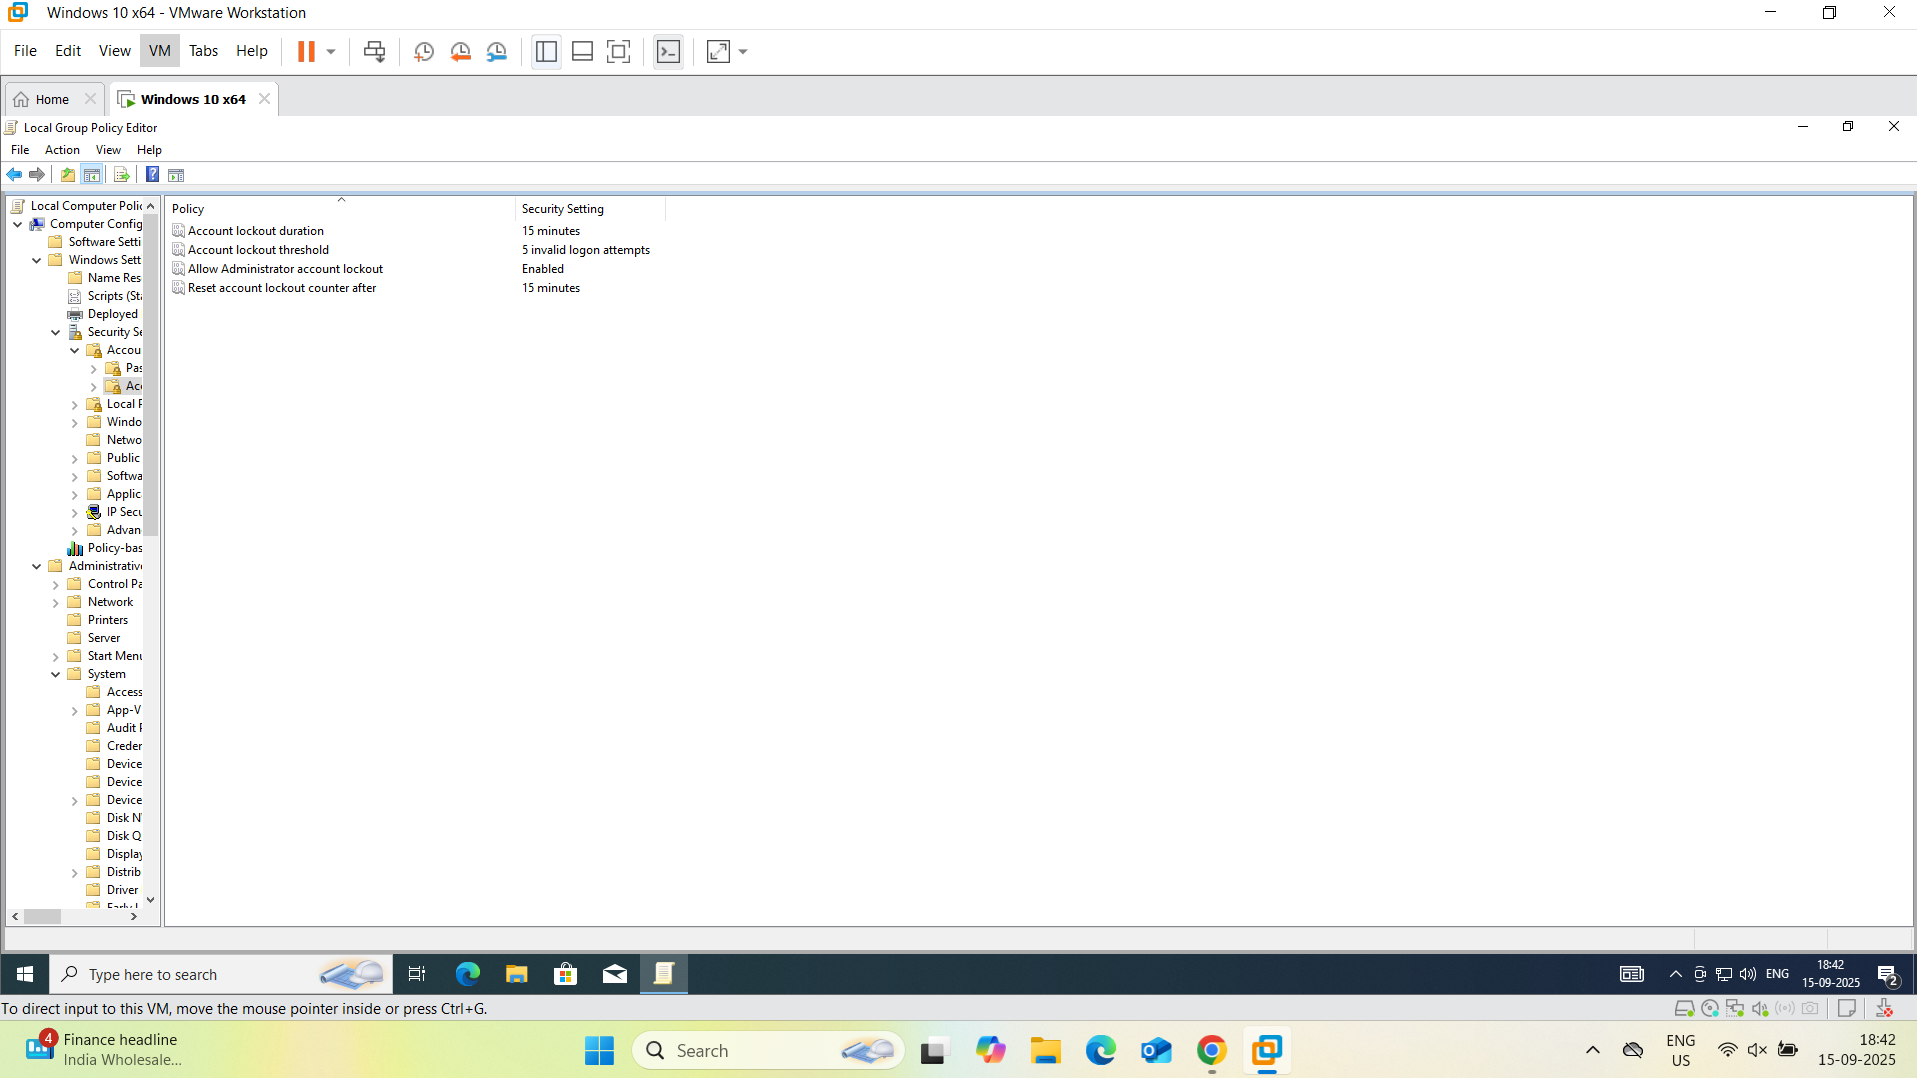 Windows 10 x64 - VMware Workstation
File Edit View VM Tabs Help
Home Windows 10 x64
Local Group Policy Editor
File Action View Help
Local Computer Polic
Computer Config
Software Setti
Windows Sett
Name Res
Scripts (Sta
Deployed
Security Se
Accou
Pas
Acc
Local P
Windo
Netwo
Public
Softwa
Applic
IP Secu
Advan
Policy-bas
Administrative
Control Pa
Network
Printers
Server
Start Menu
System
Access
App-V
Audit P
Creden
Device
Device
Device
Disk N
Disk Q
Display
Distrib
Driver
Early L
Policy Security Setting
Account lockout duration 15 minutes
Account lockout threshold 5 invalid logon attempts
Allow Administrator account lockout Enabled
Reset account lockout counter after 15 minutes
Type here to search
ENG
18:42
15-09-2025
2
To direct input to this VM, move the mouse pointer inside or press Ctrl+G.
4
Finance headline
India Wholesale...
Search
ENG
US
18:42
15-09-2025